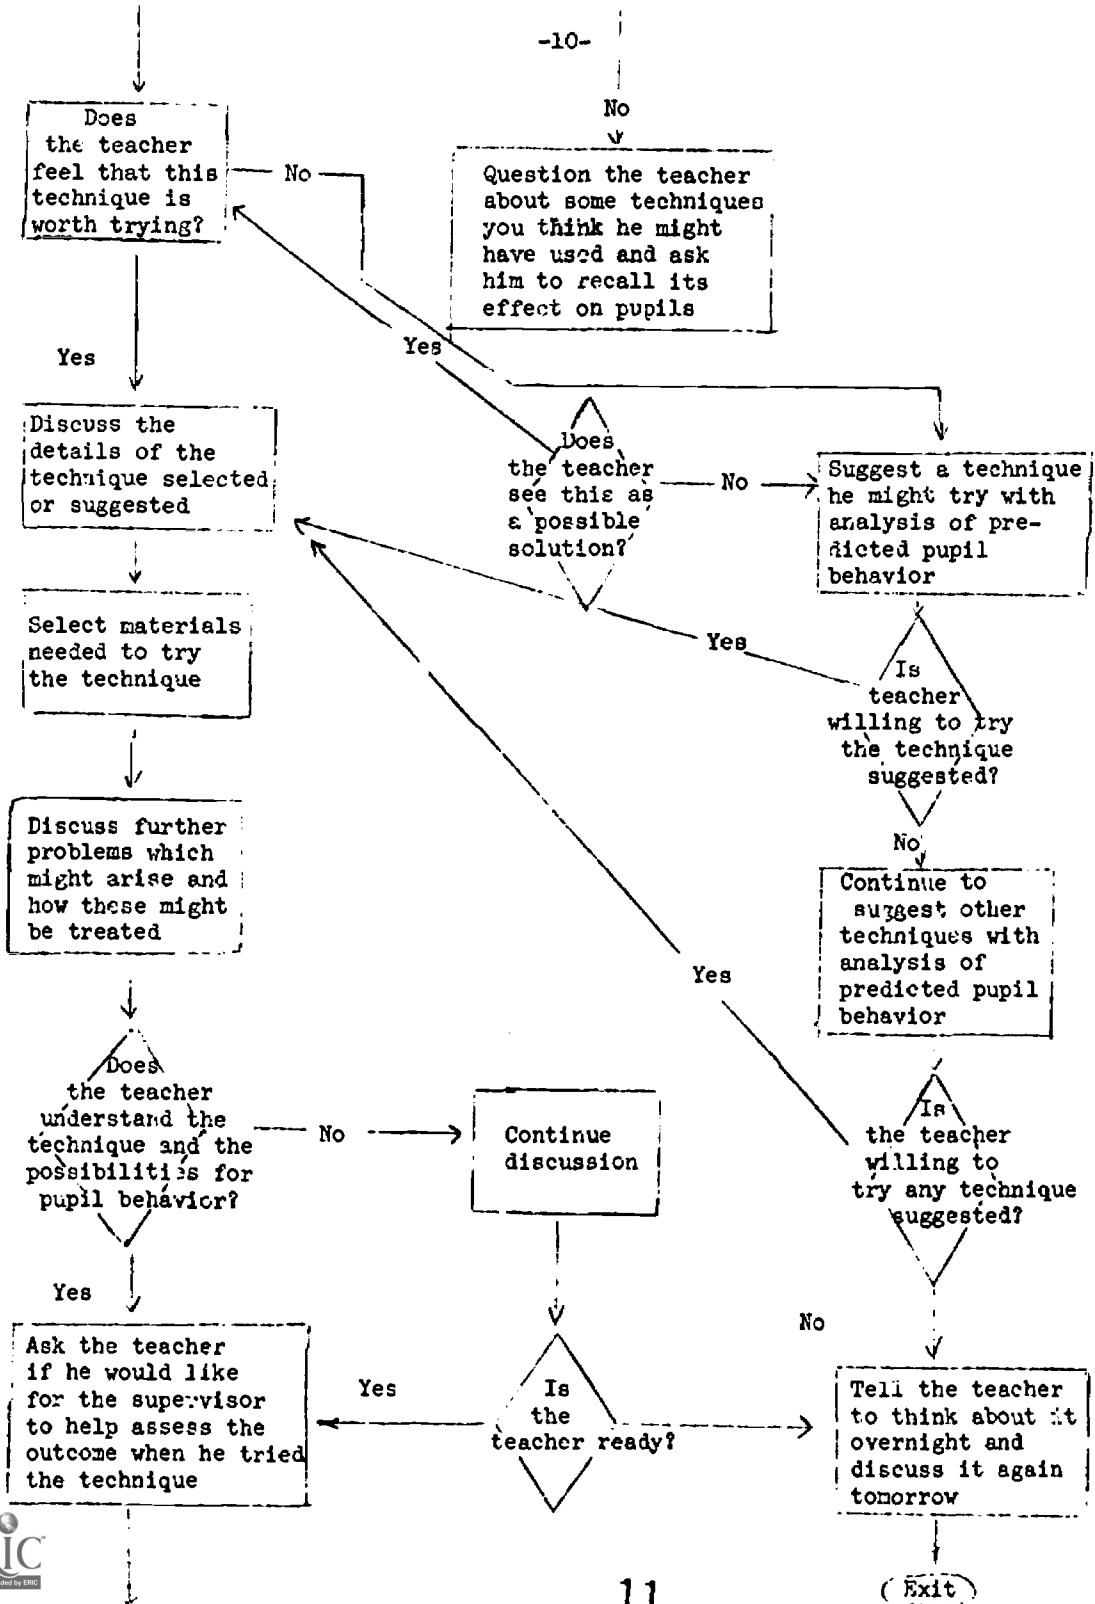 -10-
No
Does
the teacher
feel that this
technique is
worth trying?
No
Question the teacher
about some techniques
you think he might
have used and ask
him to recall its
effect on pupils
Yes
Yes
Discuss the
details of the
technique selected
or suggested
Does
the teacher
see this as
a possible
solution?
No
Suggest a technique
he might try with
analysis of pre-
dicted pupil
behavior
Select materials
needed to try
the technique
Yes
Is
teacher
willing to try
the technique
suggested?
Discuss further
problems which
might arise and
how these might
be treated
No
Continue to
suggest other
techniques with
analysis of
predicted pupil
behavior
Yes
Does
the teacher
understand the
technique and the
possibilities for
pupil behavior?
No
Continue
discussion
Is
the teacher
willing to
try any technique
suggested?
Yes
No
Ask the teacher
if he would like
for the supervisor
to help assess the
outcome when he tried
the technique
Yes
Is
the
teacher ready?
Tell the teacher
to think about it
overnight and
discuss it again
tomorrow
Exit
11